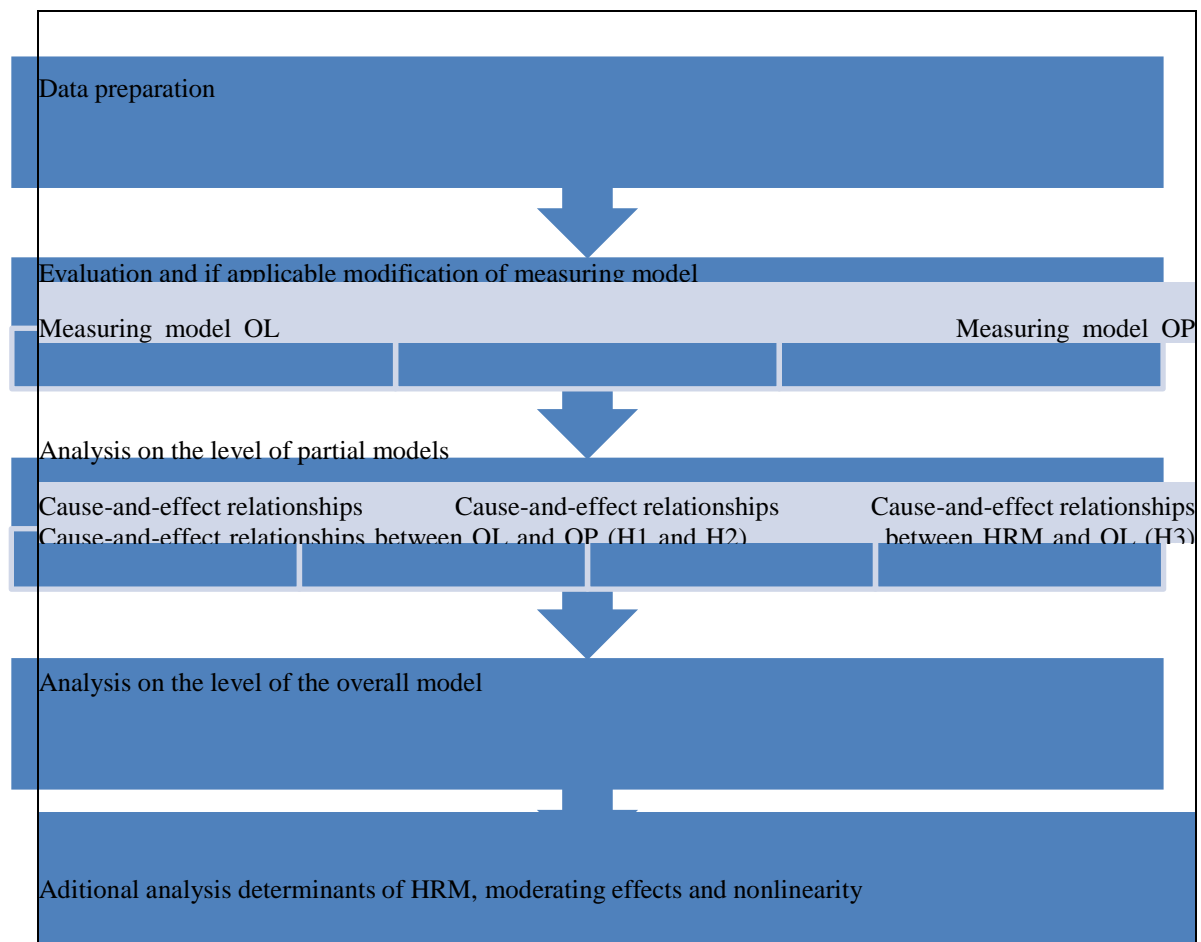 Data preparation
Evaluation and if applicable modification of measuring model
Measuring model OL Measuring model OP
Analysis on the level of partial models
Cause-and-effect relationships Cause-and-effect relationships Cause-and-effect relationships
Cause-and-effect relationships between OL and OP (H1 and H2) between HRM and OL (H3)
Analysis on the level of the overall model
Aditional analysis determinants of HRM, moderating effects and nonlinearity